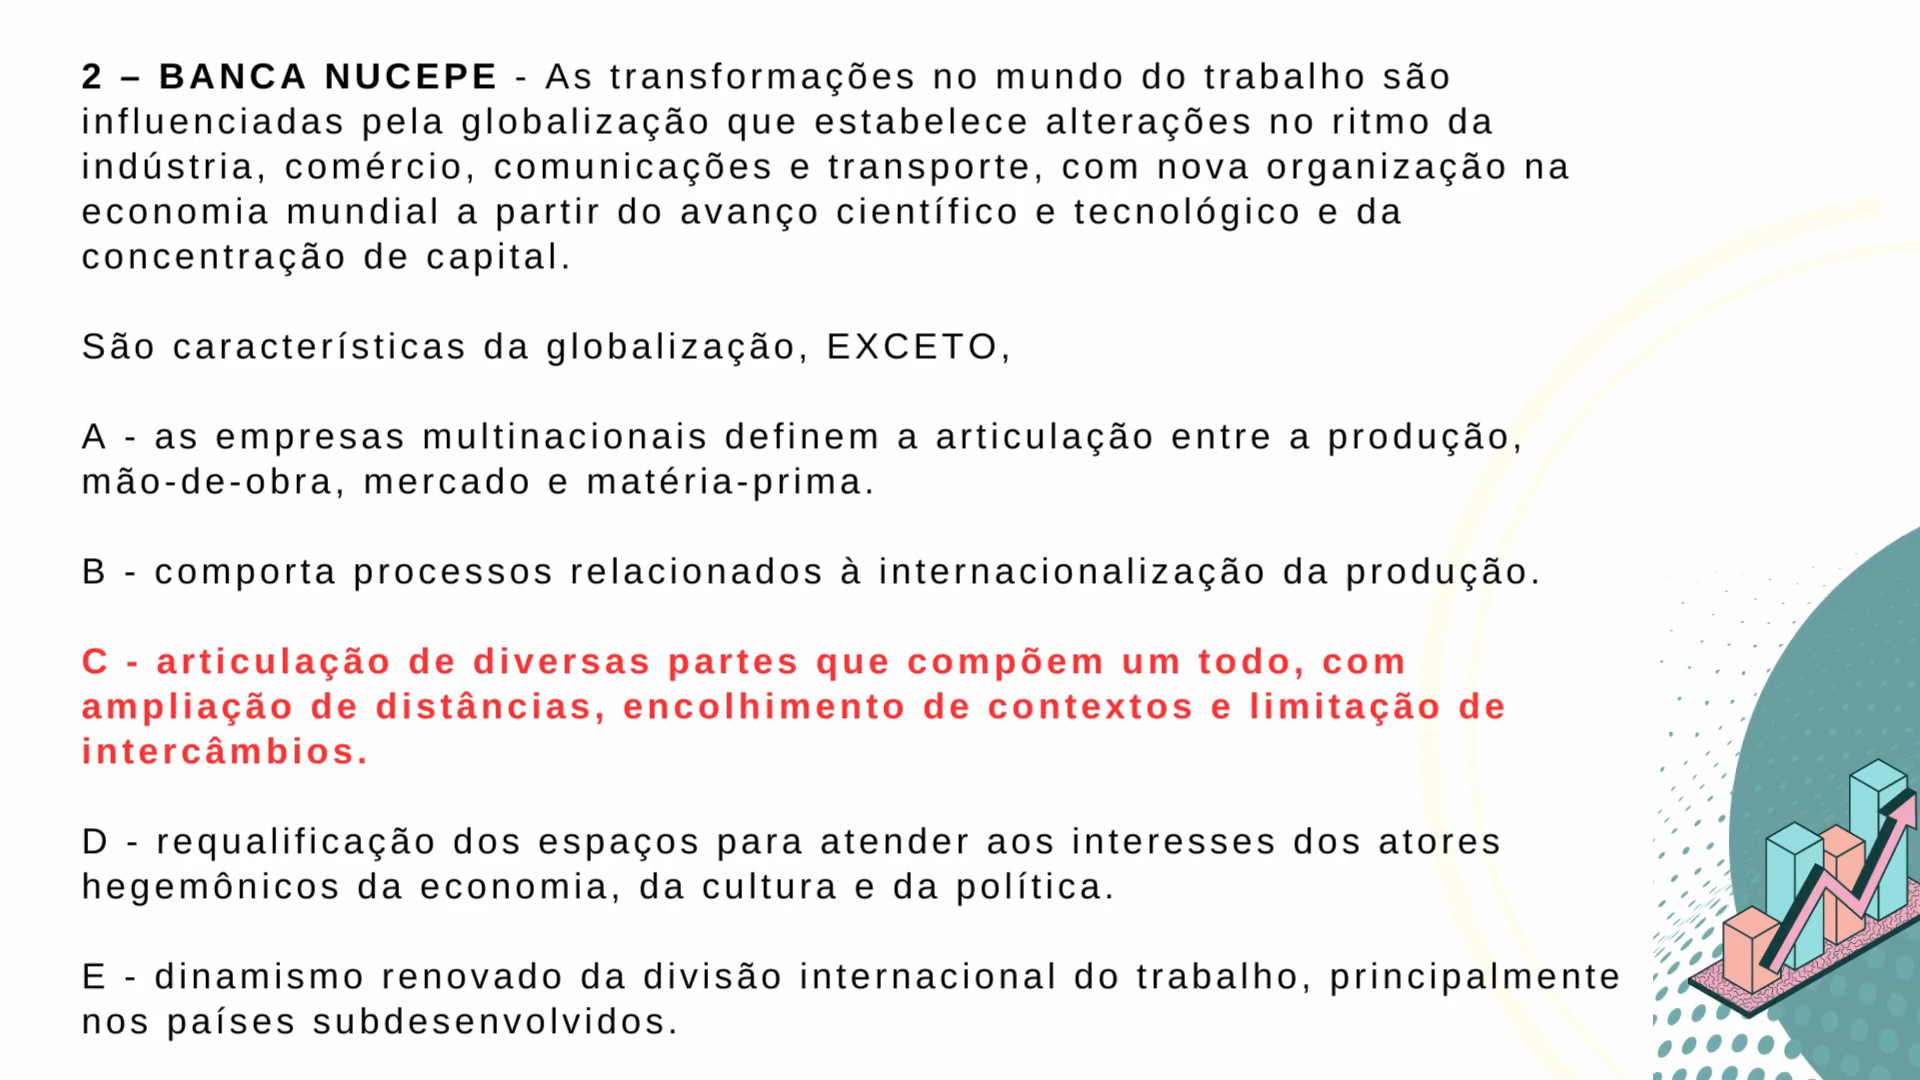 2 – BANCA NUCEPE - As transformações no mundo do trabalho são
influenciadas pela globalização que estabelece alterações no ritmo da
indústria, comércio, comunicações e transporte, com nova organização na
economia mundial a partir do avanço científico e tecnológico e da
concentração de capital.
São características da globalização, EXCETO,
A - as empresas multinacionais definem a articulação entre a produção,
mão-de-obra, mercado e matéria-prima.
B - comporta processos relacionados à internacionalização da produção.
C - articulação de diversas partes que compõem um todo, com
ampliação de distâncias, encolhimento de contextos e limitação de
intercâmbios.
D - requalificação dos espaços para atender aos interesses dos atores
hegemônicos da economia, da cultura e da política.
E - dinamismo renovado da divisão internacional do trabalho, principalmente
nos países subdesenvolvidos.